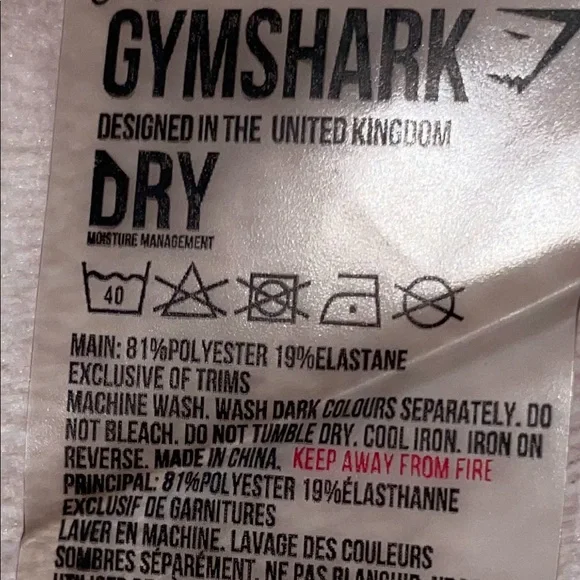 GYMSHARK
DESIGNED IN THE UNITED KINGDOM
DRY
MOISTURE MANAGEMENT
40
MAIN: 81%POLYESTER 19%ELASTANE
EXCLUSIVE OF TRIMS
MACHINE WASH. WASH DARK COLOURS SEPARATELY. DO
NOT BLEACH. DO NOT TUMBLE DRY. COOL IRON. IRON ON
REVERSE. MADE IN CHINA. KEEP AWAY FROM FIRE
PRINCIPAL: 81%POLYESTER 19%ÉLASTHANNE
EXCLUSIF DE GARNITURES
LAVER EN MACHINE. LAVAGE DES COULEURS
SOMBRES SÉPARÉMENT. NE PAS BLANCHIR.